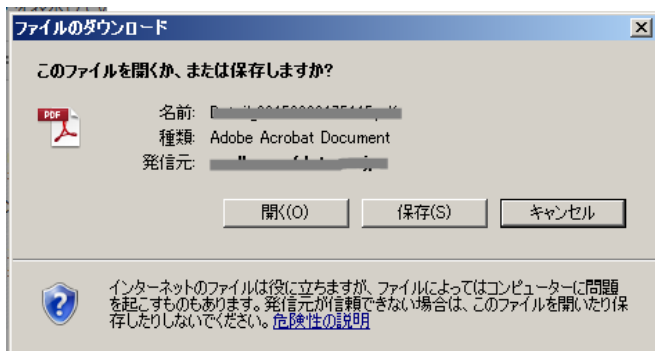 ファイルのダウンロード
このファイルを開くか、または保存しますか?
PDF
名前:
種類: Adobe Acrobat Document
発信元:
開く(O) 保存(S) キャンセル
インターネットのファイルは役に立ちますが、ファイルによってはコンピューターに問題
を起こすものもあります。発信元が信頼できない場合は、このファイルを開いたり保
存したりしないでください。危険性の説明